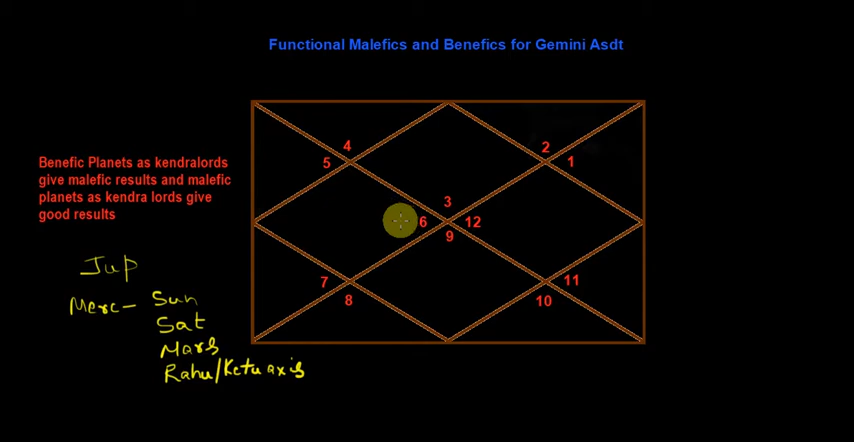 Functional Malefics and Benefics for Gemini Asdt
Benefic Planets as kendralords
give malefic results and malefic
planets as kendra lords give
good results
4
2
5
1
3
6
12
9
7
11
8
10
Jup
Merc - Sun
Sat
Mars
Rahu/Ketu axis